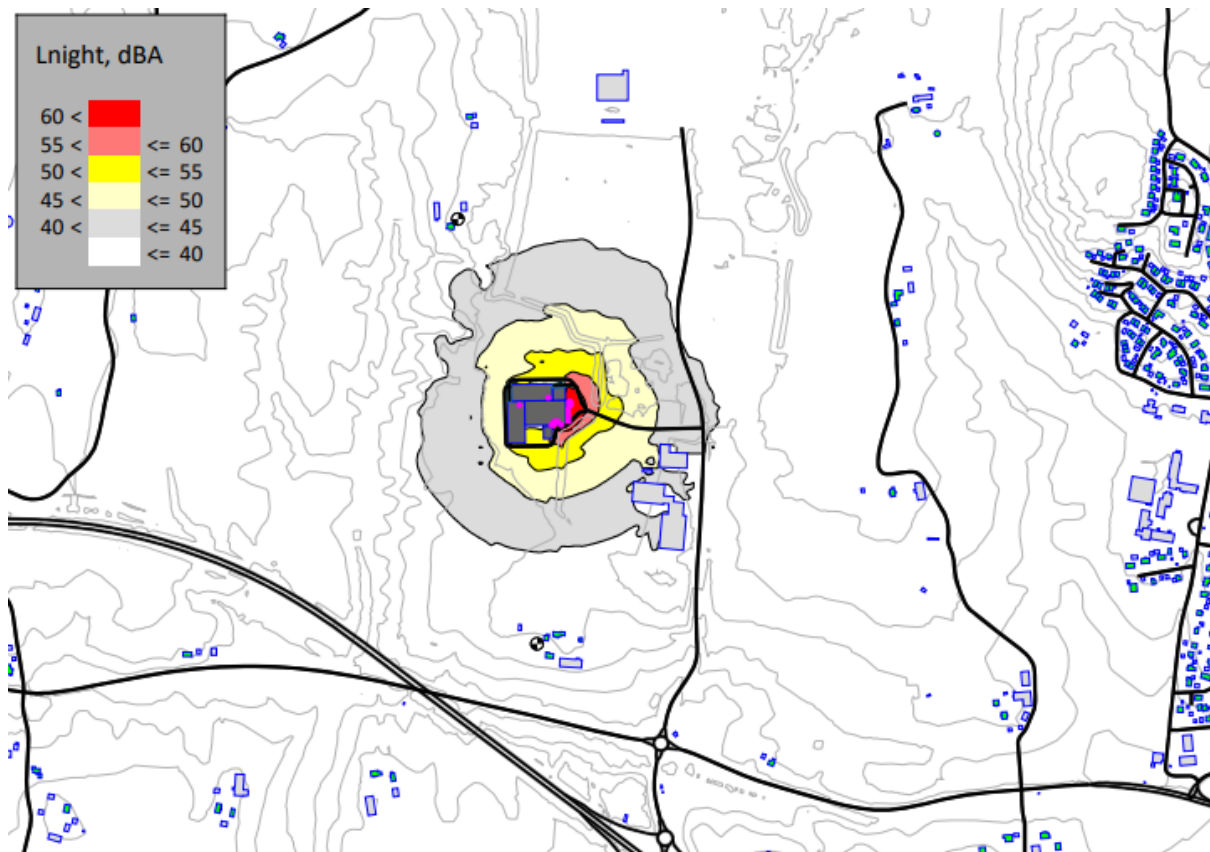 Lnight, dBA
60 <
55 < <= 60
50 < <= 55
45 < <= 50
40 < <= 45
<= 40